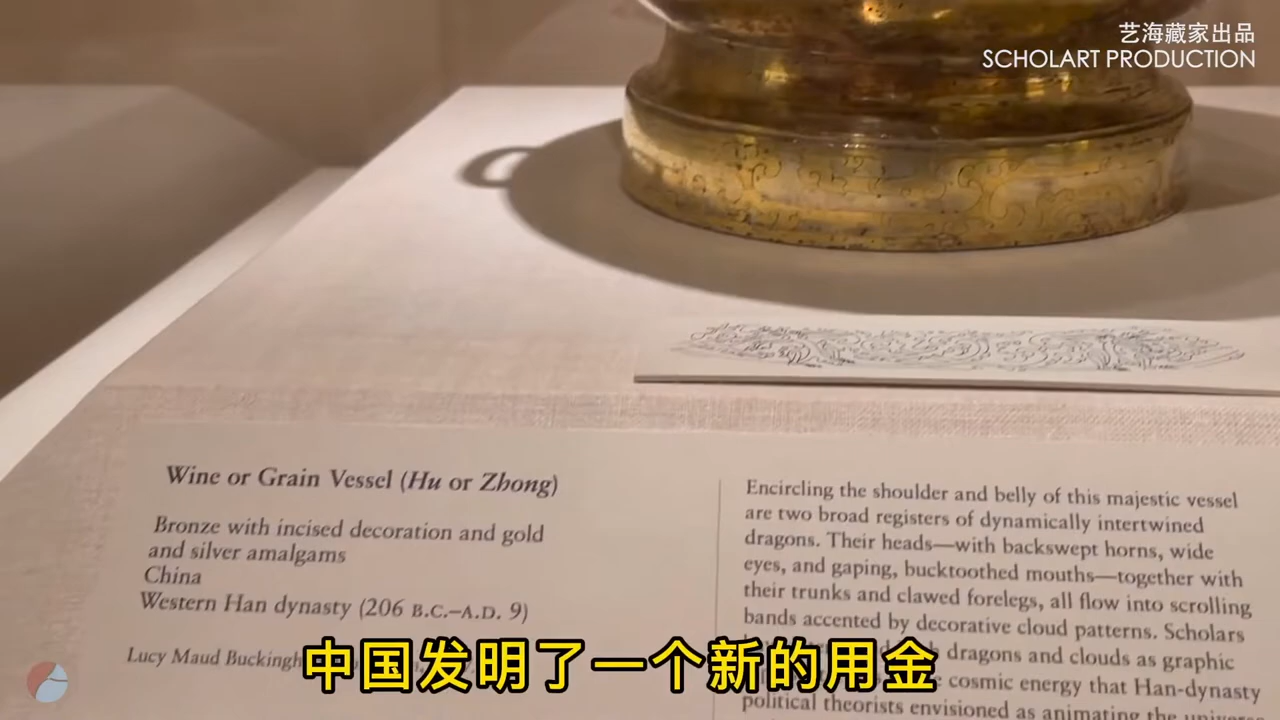 艺海藏家出品
SCHOLART PRODUCTION
Wine or Grain Vessel (Hu or Zhong)
Bronze with incised decoration and gold
and silver amalgams
China
Western Han dynasty (206 B.C.–A.D. 9)
Lucy Maud
Encircling the shoulder and belly of this majestic vessel
are two broad registers of dynamically intertwined
dragons. Their heads—with backswept horns, wide
eyes, and gaping, bucktoothed mouths—together with
their trunks and clawed forelegs, all flow into scrolling
bands accented by decorative cloud patterns. Scholars
dragons and clouds as graphic
cosmic energy that Han-dynasty
political theorists envisioned as animating the
中国发明了一个新的用金